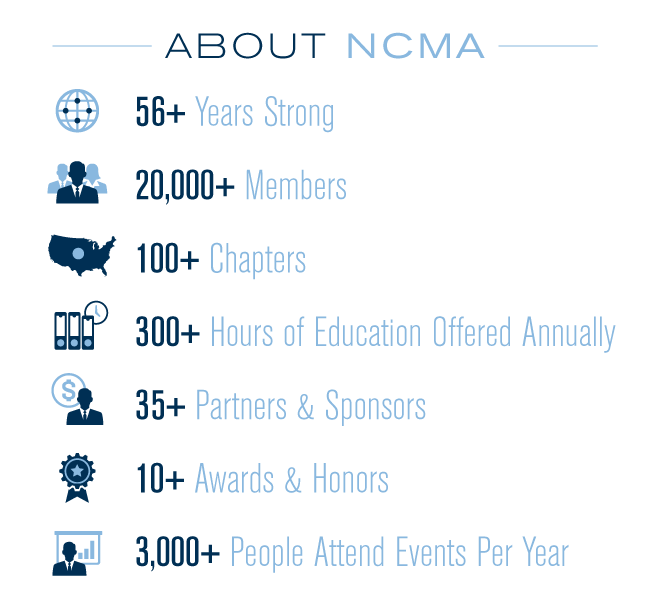 ABOUT NCMA
56+ Years Strong
20,000+ Members
100+ Chapters
300+ Hours of Education Offered Annually
$
35+ Partners & Sponsors
10+ Awards & Honors
3,000+ People Attend Events Per Year